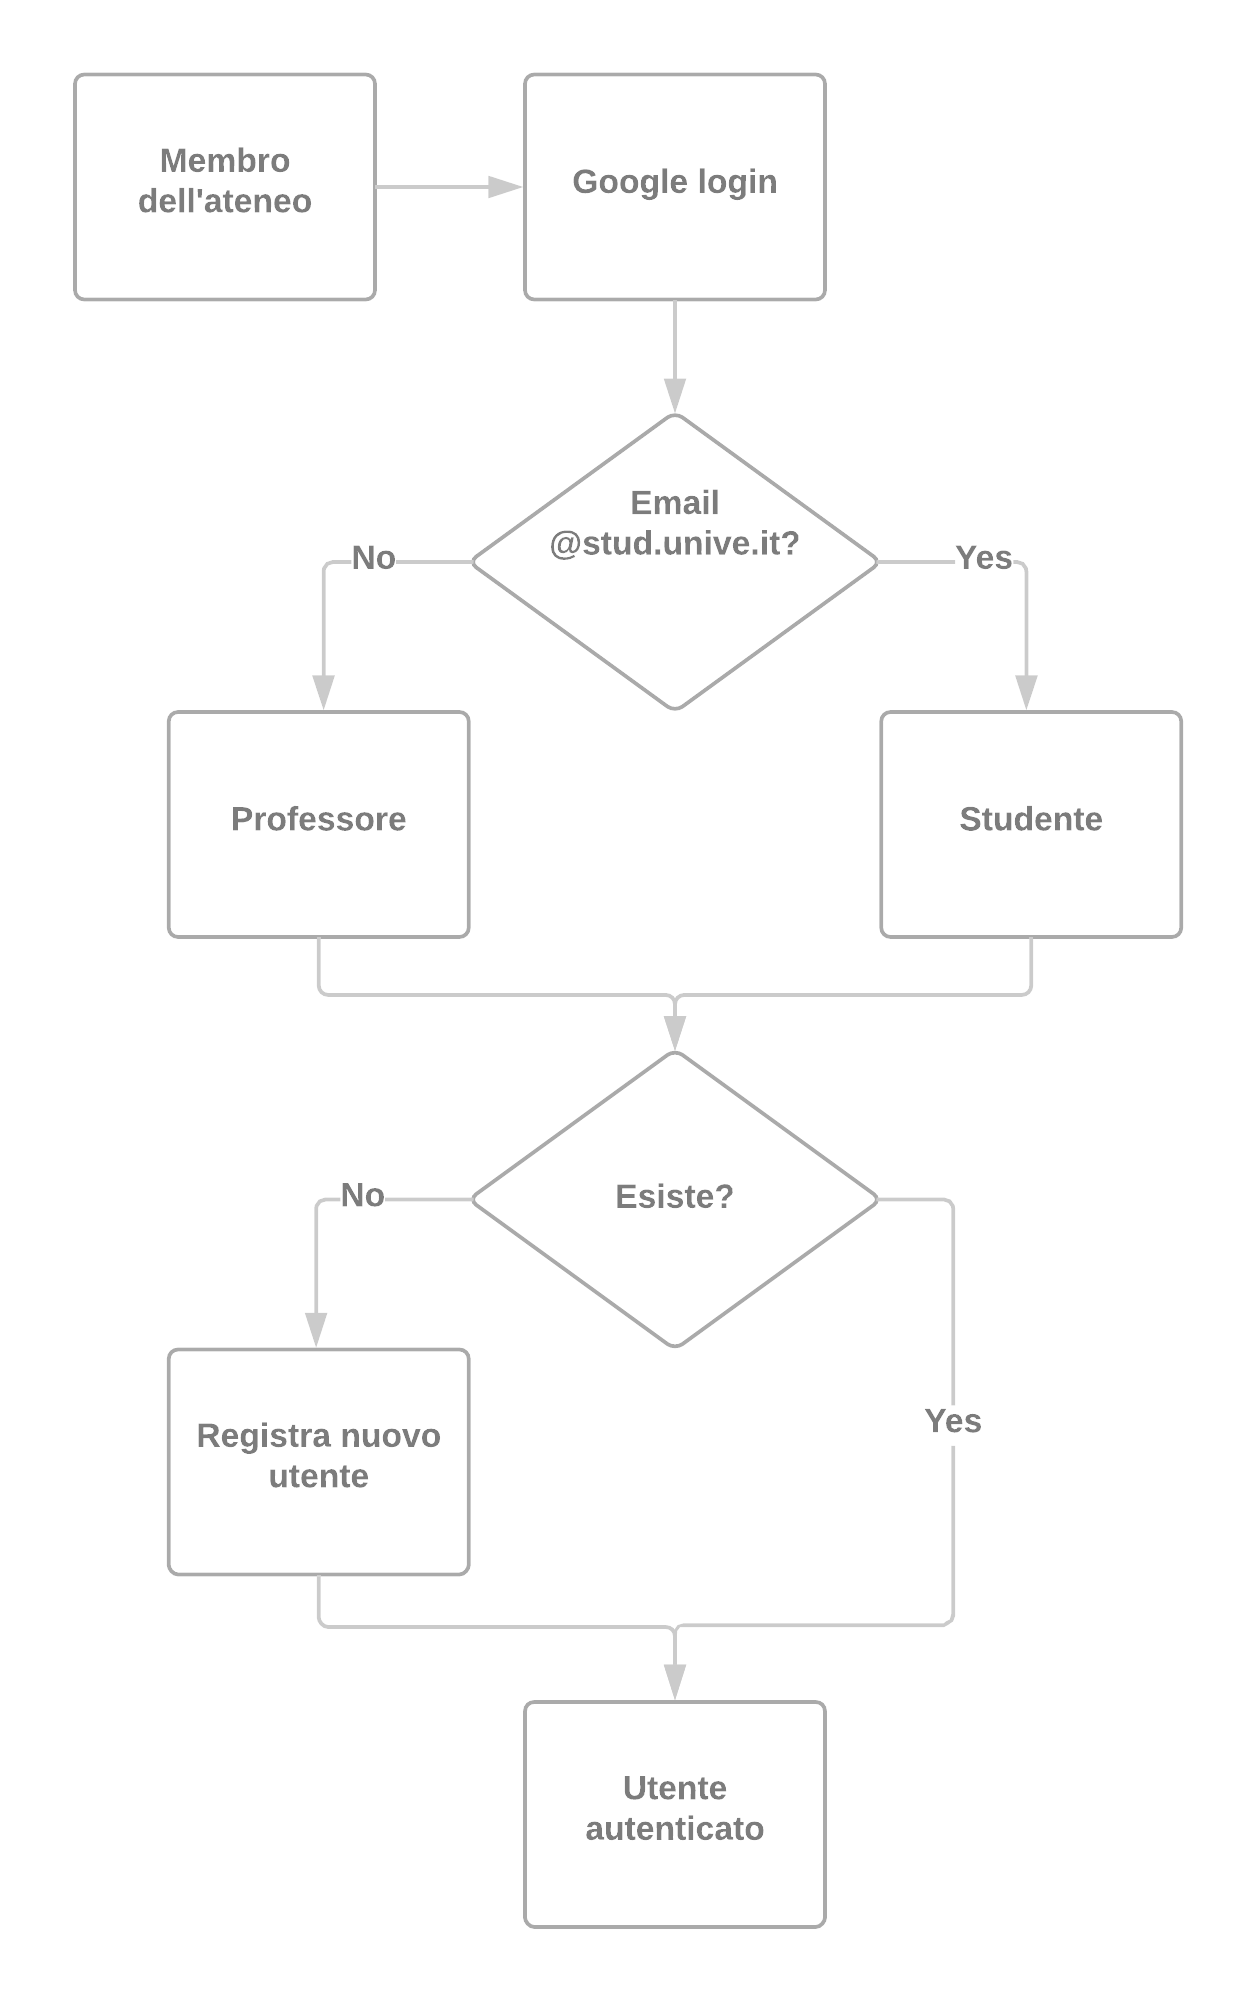 Membro
dell'ateneo
Google login
Email
@stud.unive.it?
No
Yes
Professore
Studente
Esiste?
No
Yes
Registra nuovo
utente
Utente
autenticato